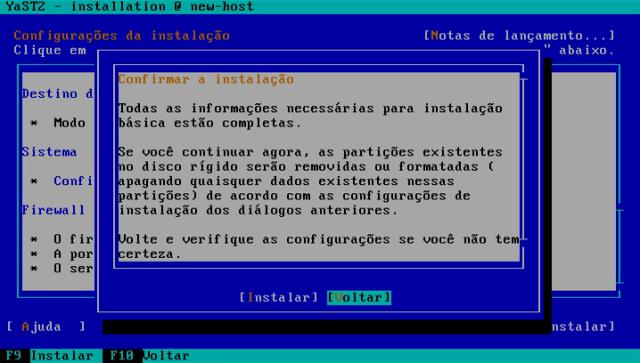 YaST2 - installation @ new-host
Configurações da instalação [Notas de lançamento...]
Clique em " abaixo.
Confirmar a instalação
Destino d
Todas as informações necessárias para instalação
* Modo básica estão completas.
Sistema Se você continuar agora, as partições existentes
no disco rígido serão removidas ou formatadas (
* Confi apagando quaisquer dados existentes nessas
partições) de acordo com as configurações de
Firewall instalação dos diálogos anteriores.
* O fir
* A por Volte e verifique as configurações se você não tem
* O ser certeza.
[Instalar] [Voltar]
[ Ajuda ] nstalar]
F9 Instalar F10 Voltar